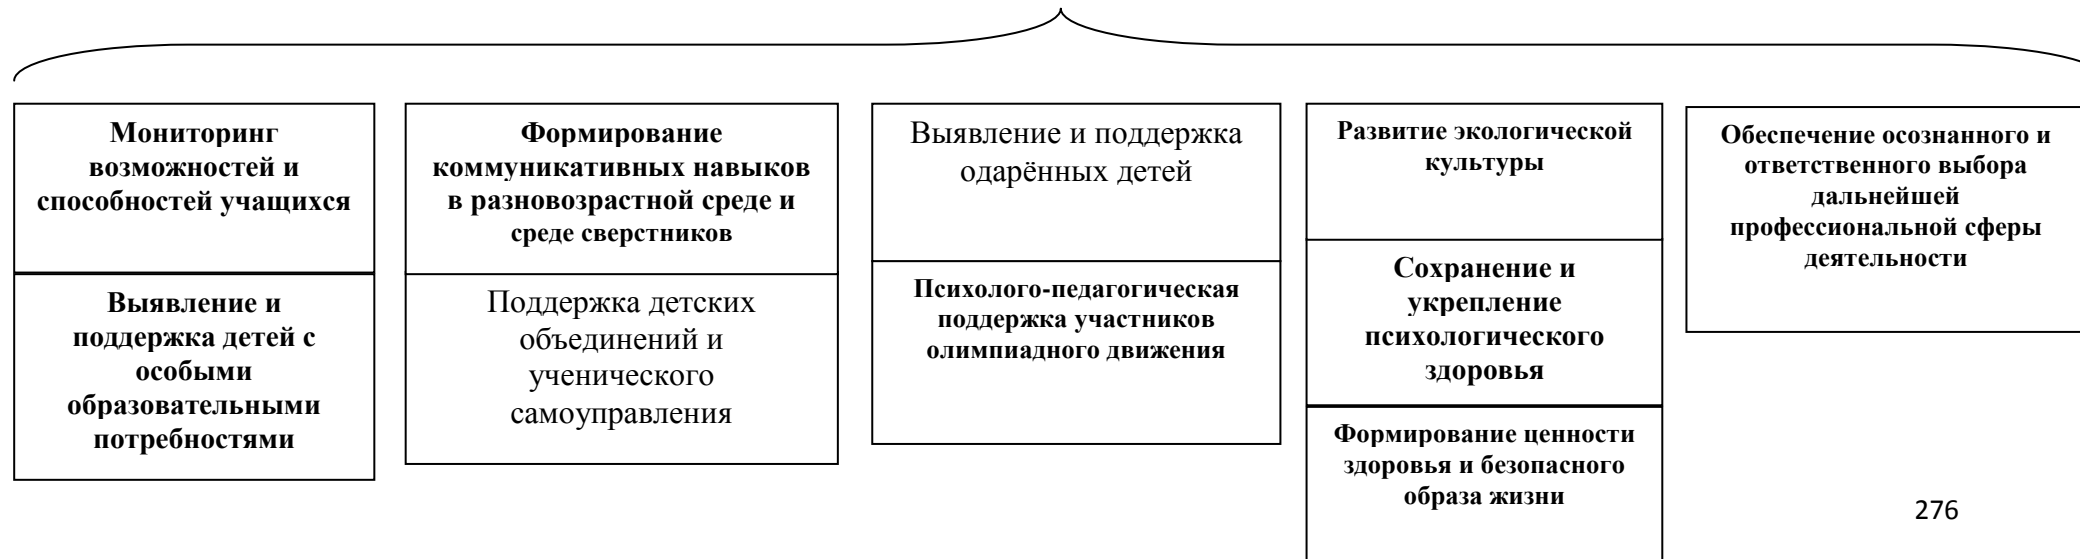 Мониторинг
возможностей и
способностей учащихся
Выявление и
поддержка детей с
особыми
образовательными
потребностями
Формирование
коммуникативных навыков
в разновозрастной среде и
среде сверстников
Поддержка детских
объединений и
ученического
самоуправления
Выявление и поддержка
одарённых детей
Психолого-педагогическая
поддержка участников
олимпиадного движения
Развитие экологической
культуры
Сохранение и
укрепление
психологического
здоровья
Формирование ценности
здоровья и безопасного
образа жизни
Обеспечение осознанного и
ответственного выбора
дальнейшей
профессиональной сферы
деятельности
276